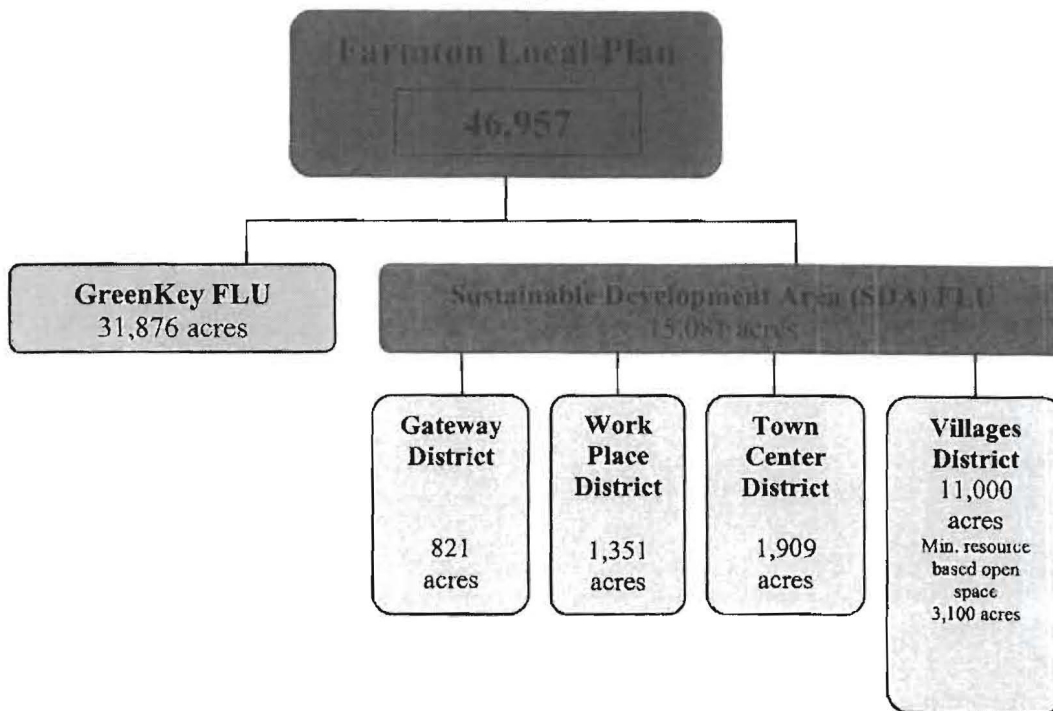 Farmton Local Plan
46,957
GreenKey FLU
31,876 acres
Sustainable Development Area (SDA) FLU
15,081 acres
Gateway
District
821
acres
Work
Place
District
1,351
acres
Town
Center
District
1,909
acres
Villages
District
11,000
acres
Min. resource
based open
space
3,100 acres